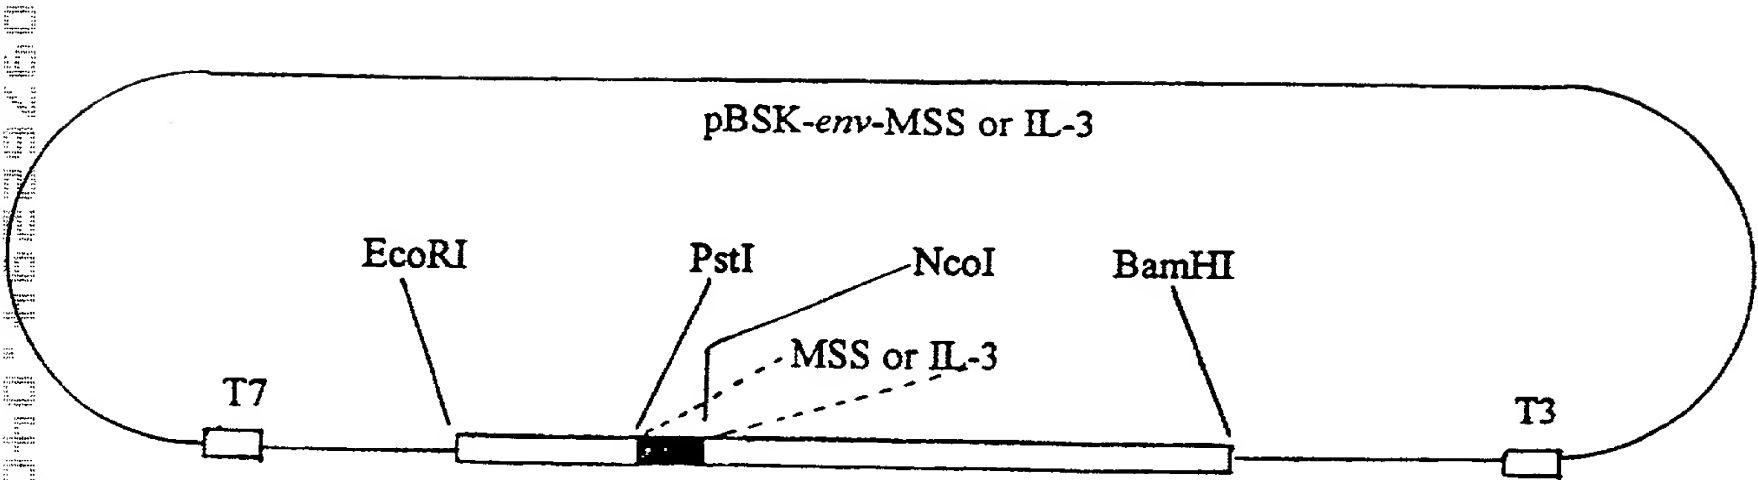 pBSK-env-MSS or IL-3
EcoRI
PstI
NcoI
BamHI
MSS or IL-3
T7
T3